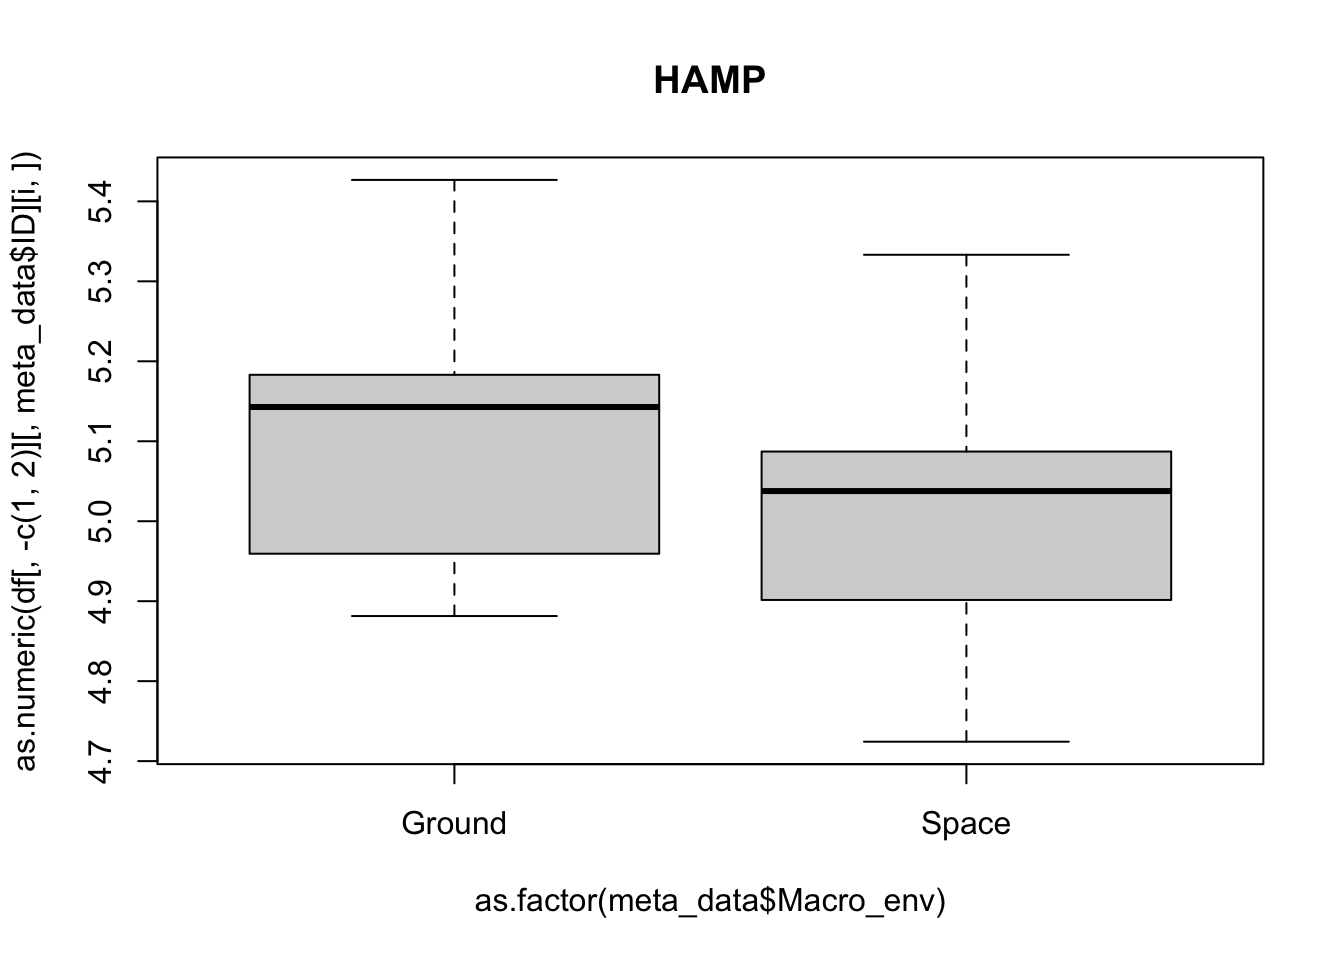 HAMP
as.numeric(df[, -c(1, 2)][, meta_data$ID][i, ])
5.4
5.3
5.2
5.1
5.0
4.9
4.8
4.7
Ground Space
as.factor(meta_data$Macro_env)